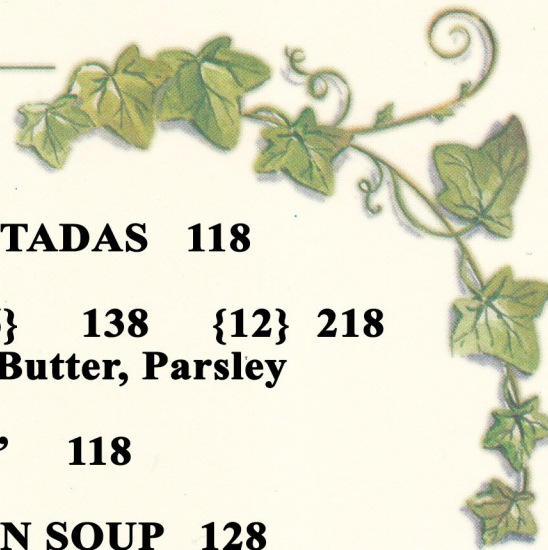 TADAS 118
} 138 {12} 218
Butter, Parsley
’ 118
N SOUP 128